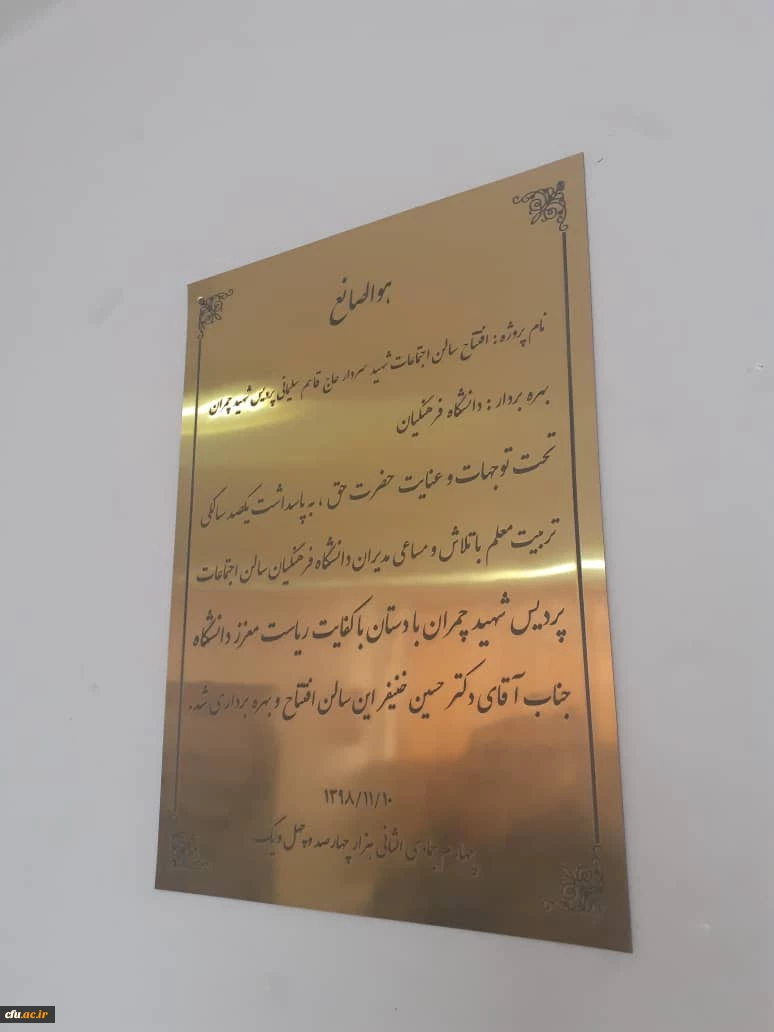 هوالصانع
نام پروژه : افتتاح سالن اجتماعات شهید سردار حاج قاسم سلیمانی پردیس شهید چمران
بهره بردار : دانشگاه فرهنگیان
تحت توجهات و عنایت حضرت حق ، به پاسداشت یکصد سالگی
تربیت معلم با تلاش و مساعی مدیران دانشگاه فرهنگیان سالن اجتماعات
پردیس شهید چمران با دستان با کفایت ریاست معزز دانشگاه
جناب آقای دکتر حسین خنیفر این سالن افتتاح و بهره برداری شد.
۱۳۹۸/۱۱/۱۰
چهارم جمادی الثانی هزار چهارصد و چهل و یک
cfu.ac.ir